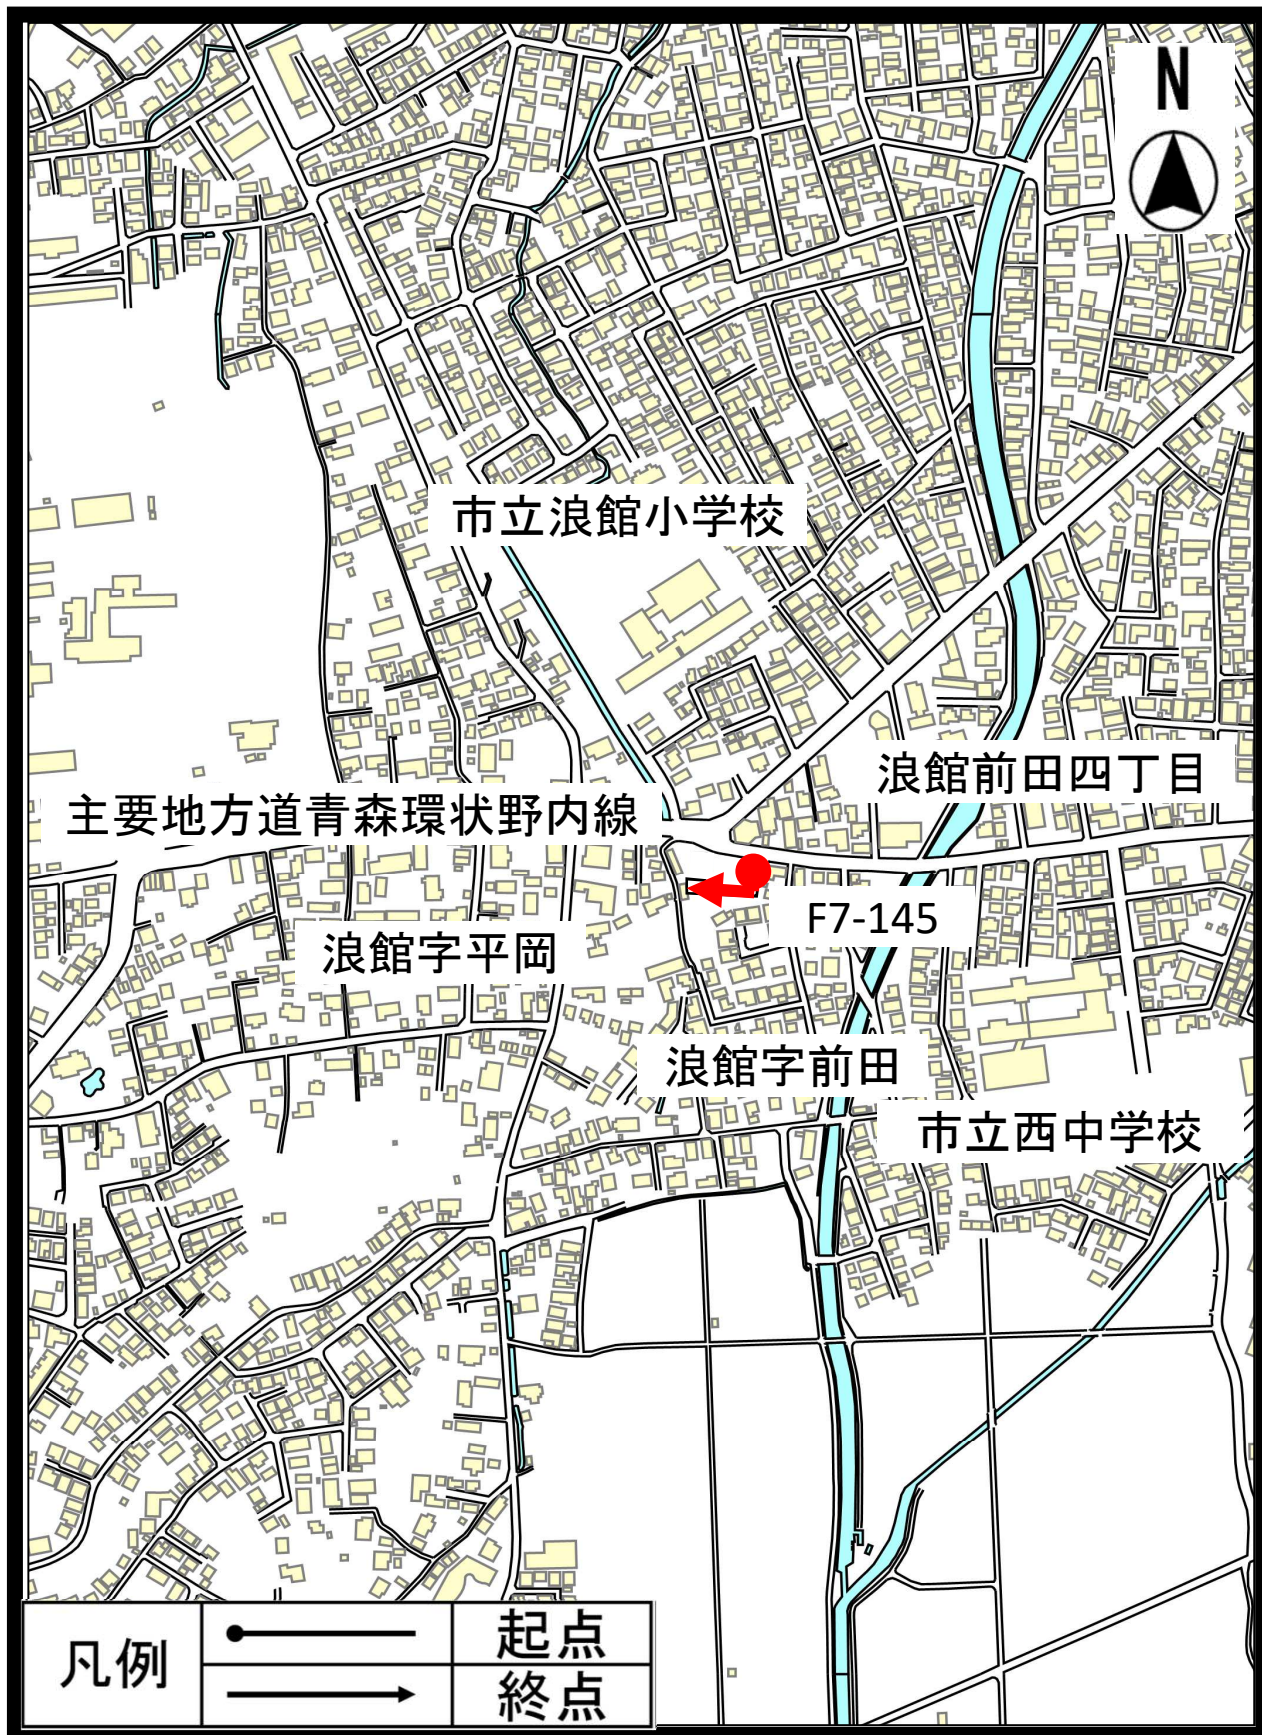 N
市立浪館小学校
浪館前田四丁目
主要地方道青森環状野内線
F7-145
浪館字平岡
浪館字前田
市立西中学校
凡例
起点
終点